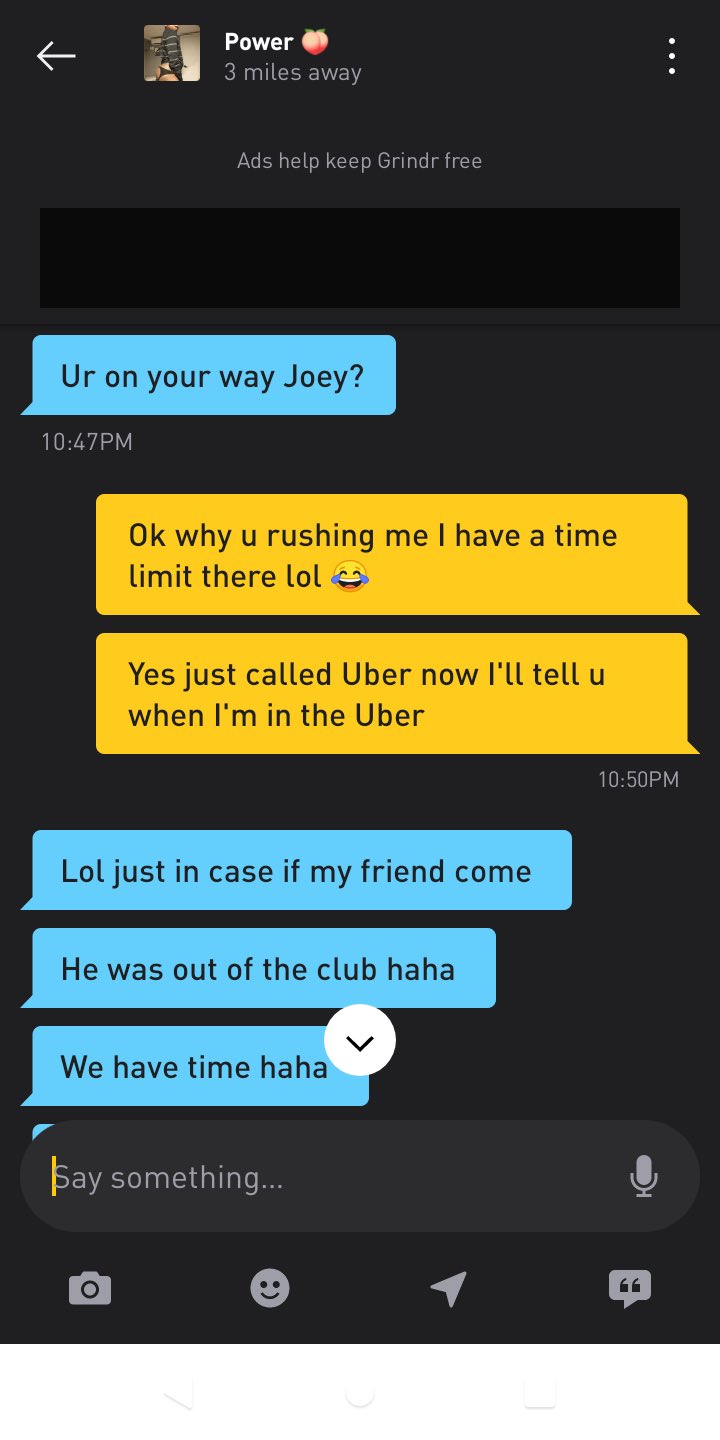 Power 🍑
3 miles away
Ads help keep Grindr free
Ur on your way Joey?
10:47PM
Ok why u rushing me I have a time
limit there lol 😂
Yes just called Uber now I'll tell u
when I'm in the Uber
10:50PM
Lol just in case if my friend come
He was out of the club haha
We have time haha
Say something...